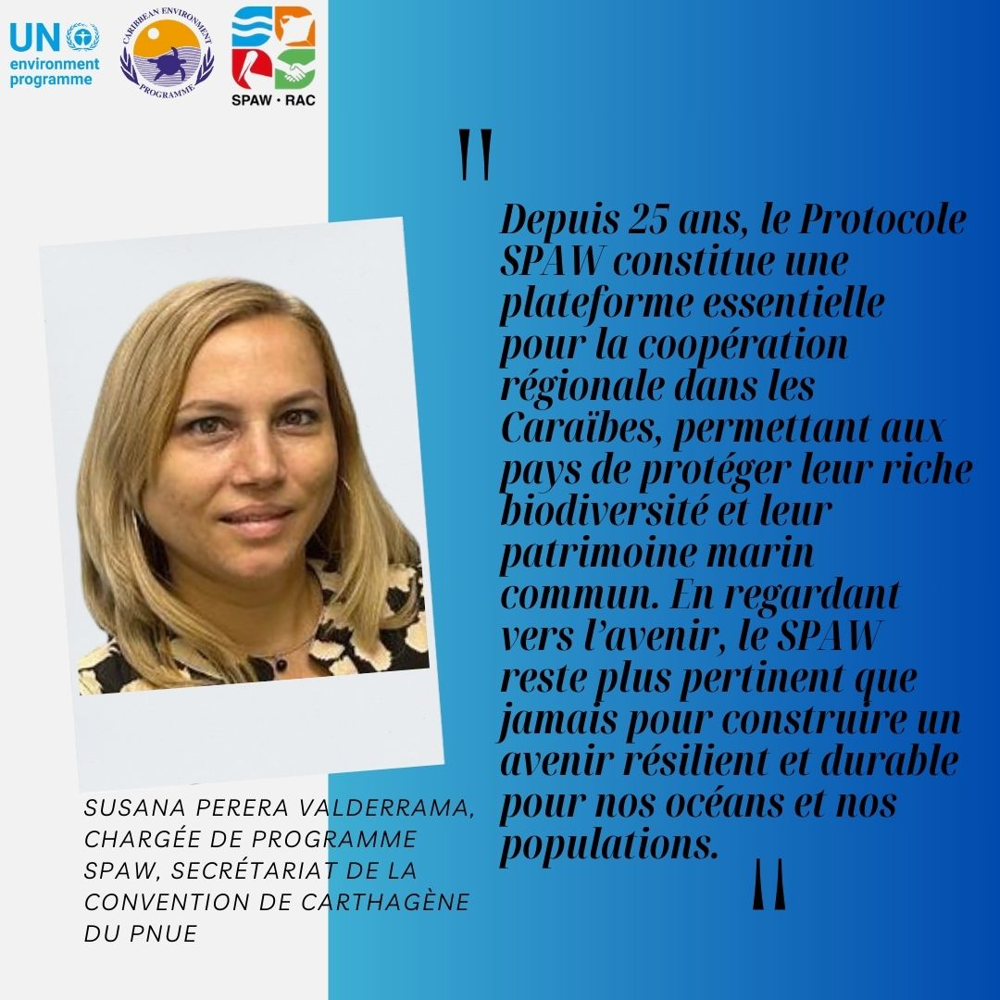 UN
environment
programme
CARIBBEAN ENVIRONMENT
PROGRAMME
SPAW • RAC
"
Depuis 25 ans, le Protocole
SPAW constitue une
plateforme essentielle
pour la coopération
régionale dans les
Caraïbes, permettant aux
pays de protéger leur riche
biodiversité et leur
patrimoine marin
commun. En regardant
vers l’avenir, le SPAW
reste plus pertinent que
jamais pour construire un
avenir résilient et durable
pour nos océans et nos
populations.
"
SUSANA PERERA VALDERRAMA,
CHARGÉE DE PROGRAMME
SPAW, SECRÉTARIAT DE LA
CONVENTION DE CARTHAGÈNE
DU PNUE